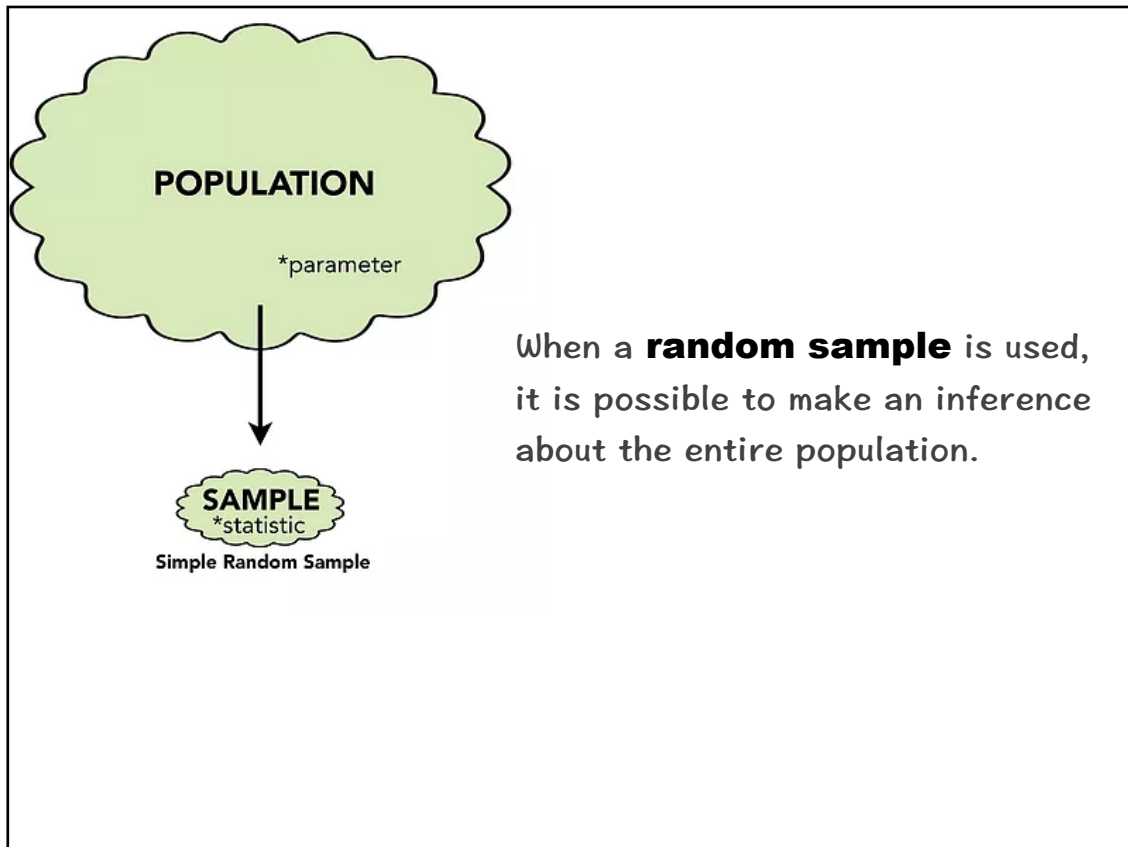 POPULATION
*parameter
When a random sample is used,
it is possible to make an inference
about the entire population.
SAMPLE
*statistic
Simple Random Sample